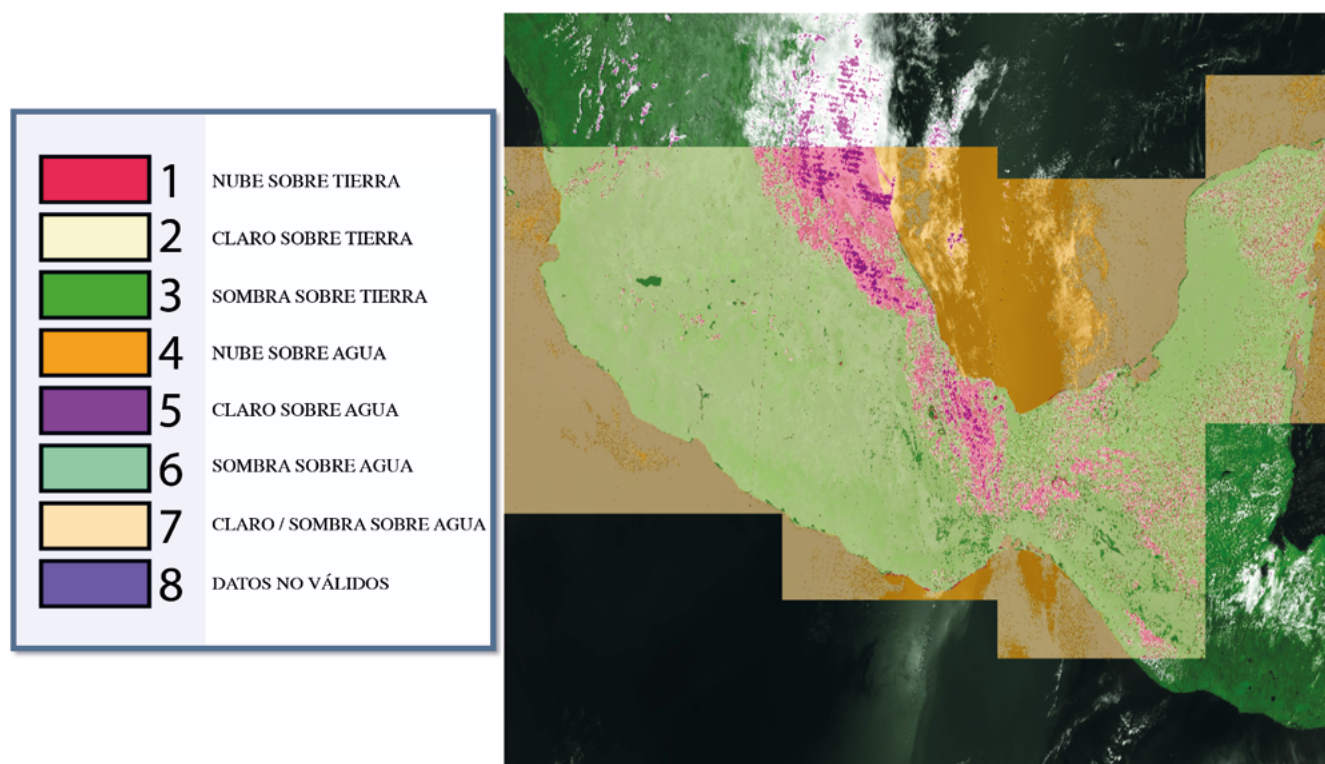 1 NUBE SOBRE TIERRA
2 CLARO SOBRE TIERRA
3 SOMBRA SOBRE TIERRA
4 NUBE SOBRE AGUA
5 CLARO SOBRE AGUA
6 SOMBRA SOBRE AGUA
7 CLARO / SOMBRA SOBRE AGUA
8 DATOS NO VÁLIDOS